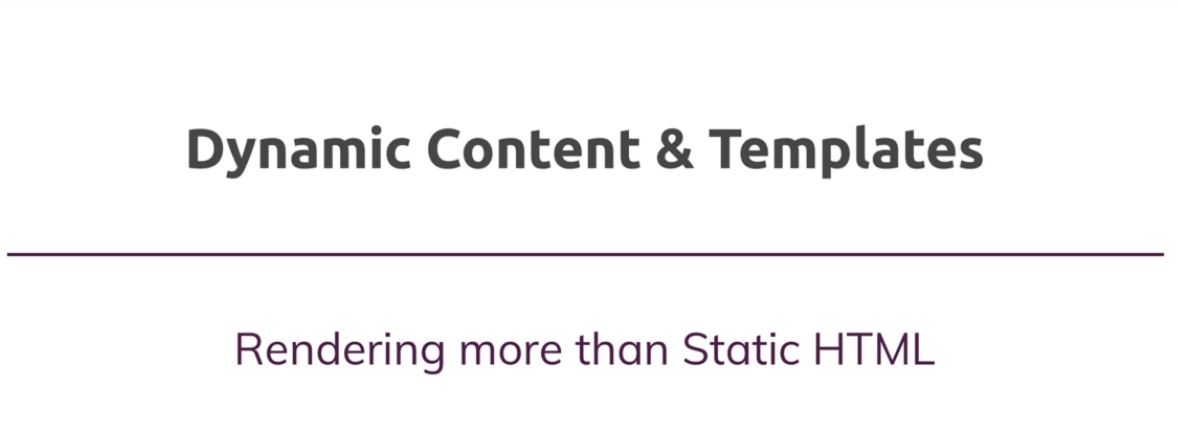 Dynamic Content & Templates
Rendering more than Static HTML